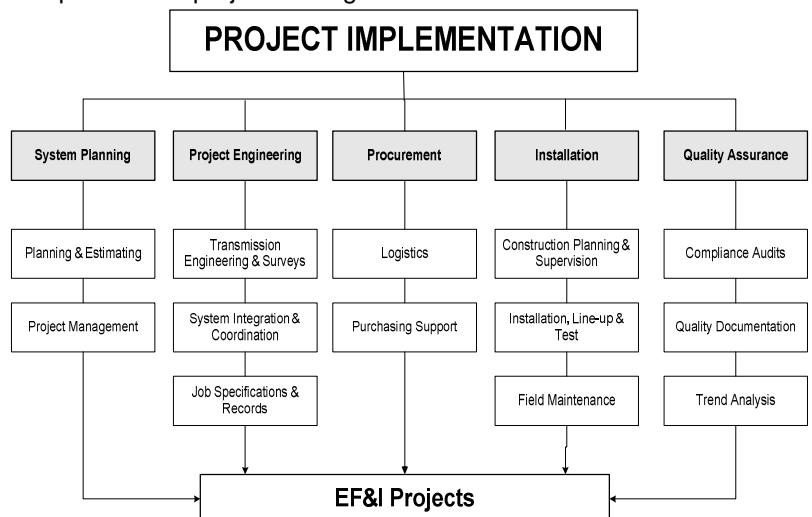 PROJECT IMPLEMENTATION
System Planning
Project Engineering
Procurement
Installation
Quality Assurance
Planning & Estimating
Transmission
Engineering & Surveys
Logistics
Construction Planning &
Supervision
Compliance Audits
Project Management
System Integration &
Coordination
Purchasing Support
Installation, Line-up &
Test
Quality Documentation
Job Specifications &
Records
Field Maintenance
Trend Analysis
EF&I Projects